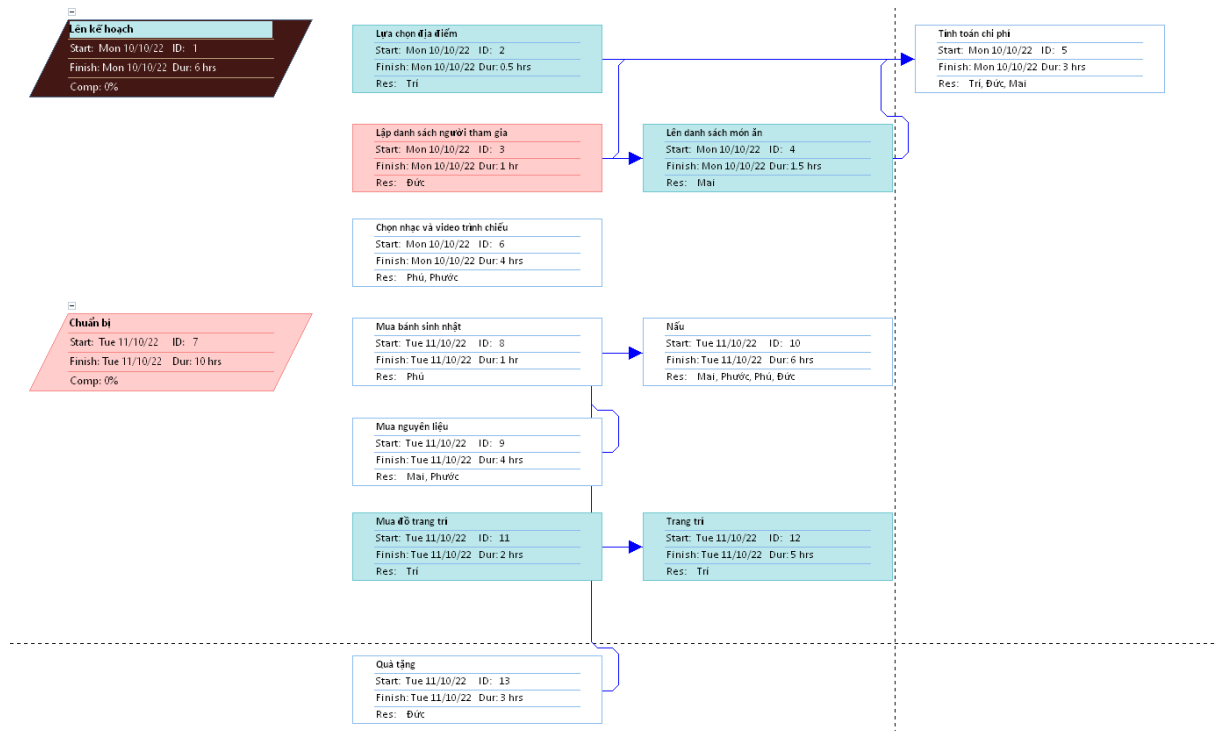 Lên kế hoạch
Start: Mon 10/10/22 ID: 1
Finish: Mon 10/10/22 Dur: 6 hrs
Comp: 0%
Lựa chọn địa điểm
Start: Mon 10/10/22 ID: 2
Finish: Mon 10/10/22 Dur: 0.5 hrs
Res: Trí
Tính toán chi phí
Start: Mon 10/10/22 ID: 5
Finish: Mon 10/10/22 Dur: 3 hrs
Res: Trí, Đức, Mai
Lập danh sách người tham gia
Start: Mon 10/10/22 ID: 3
Finish: Mon 10/10/22 Dur: 1 hr
Res: Đức
Lên danh sách món ăn
Start: Mon 10/10/22 ID: 4
Finish: Mon 10/10/22 Dur: 1.5 hrs
Res: Mai
Chọn nhạc và video trình chiếu
Start: Mon 10/10/22 ID: 6
Finish: Mon 10/10/22 Dur: 4 hrs
Res: Phú, Phước
Chuẩn bị
Start: Tue 11/10/22 ID: 7
Finish: Tue 11/10/22 Dur: 10 hrs
Comp: 0%
Mua bánh sinh nhật
Start: Tue 11/10/22 ID: 8
Finish: Tue 11/10/22 Dur: 1 hr
Res: Phú
Nấu
Start: Tue 11/10/22 ID: 10
Finish: Tue 11/10/22 Dur: 6 hrs
Res: Mai, Phước, Phú, Đức
Mua nguyên liệu
Start: Tue 11/10/22 ID: 9
Finish: Tue 11/10/22 Dur: 4 hrs
Res: Mai, Phước
Mua đồ trang trí
Start: Tue 11/10/22 ID: 11
Finish: Tue 11/10/22 Dur: 2 hrs
Res: Trí
Trang trí
Start: Tue 11/10/22 ID: 12
Finish: Tue 11/10/22 Dur: 5 hrs
Res: Trí
Quà tặng
Start: Tue 11/10/22 ID: 13
Finish: Tue 11/10/22 Dur: 3 hrs
Res: Đức